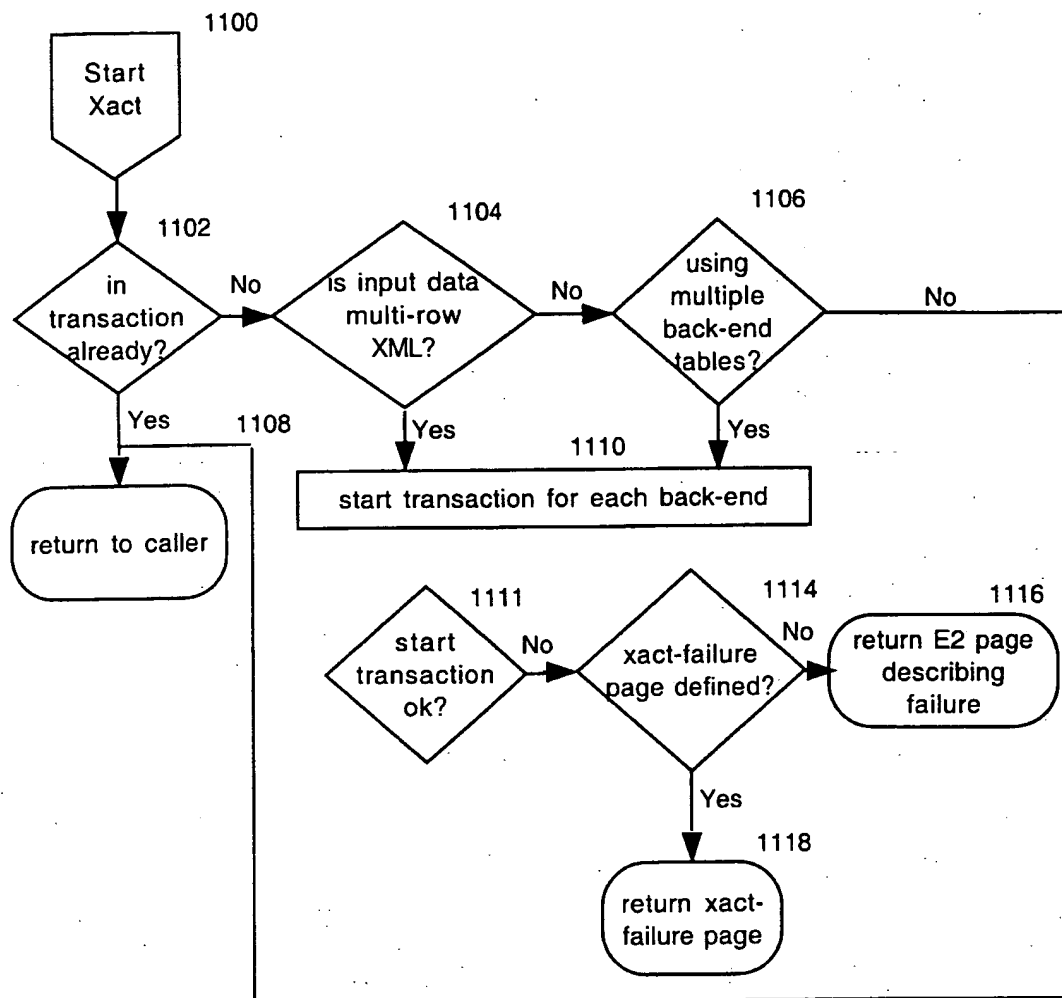 1100
Start
Xact
1102
in
transaction
already?
No
1104
is input data
multi-row
XML?
No
1106
using
multiple
back-end
tables?
No
Yes
1108
return to caller
Yes
1110
Yes
start transaction for each back-end
1111
start
transaction
ok?
No
1114
xact-failure
page defined?
No
1116
return E2 page
describing
failure
Yes
1118
return xact-
failure page